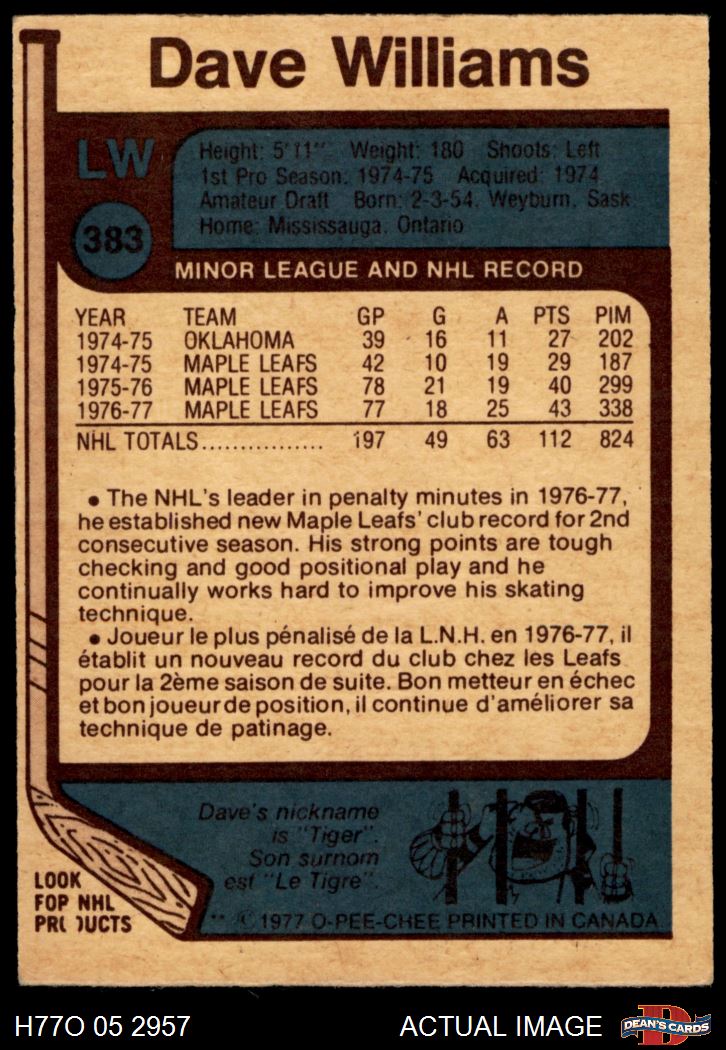 Dave Williams
LW
383
Height: 5'11" Weight: 180 Shoots: Left
1st Pro Season: 1974-75 Acquired: 1974
Amateur Draft Born: 2-3-54, Weyburn, Sask
Home: Mississauga, Ontario
MINOR LEAGUE AND NHL RECORD
YEAR TEAM GP G A PTS PIM
1974-75 OKLAHOMA 39 16 11 27 202
1974-75 MAPLE LEAFS 42 10 19 29 187
1975-76 MAPLE LEAFS 78 21 19 40 299
1976-77 MAPLE LEAFS 77 18 25 43 338
NHL TOTALS................ 197 49 63 112 824
● The NHL's leader in penalty minutes in 1976-77,
he established new Maple Leafs' club record for 2nd
consecutive season. His strong points are tough
checking and good positional play and he
continually works hard to improve his skating
technique.
● Joueur le plus pénalisé de la L.N.H. en 1976-77, il
établit un nouveau record du club chez les Leafs
pour la 2ème saison de suite. Bon metteur en échec
et bon joueur de position, il continue d'améliorer sa
technique de patinage.
Dave's nickname
is "Tiger".
Son surnom
est "Le Tigre".
LOOK
FOR NHL
PRODUCTS
** © 1977 O-PEE-CHEE PRINTED IN CANADA
H77O 05 2957
ACTUAL IMAGE
D
DEAN'S CARDS